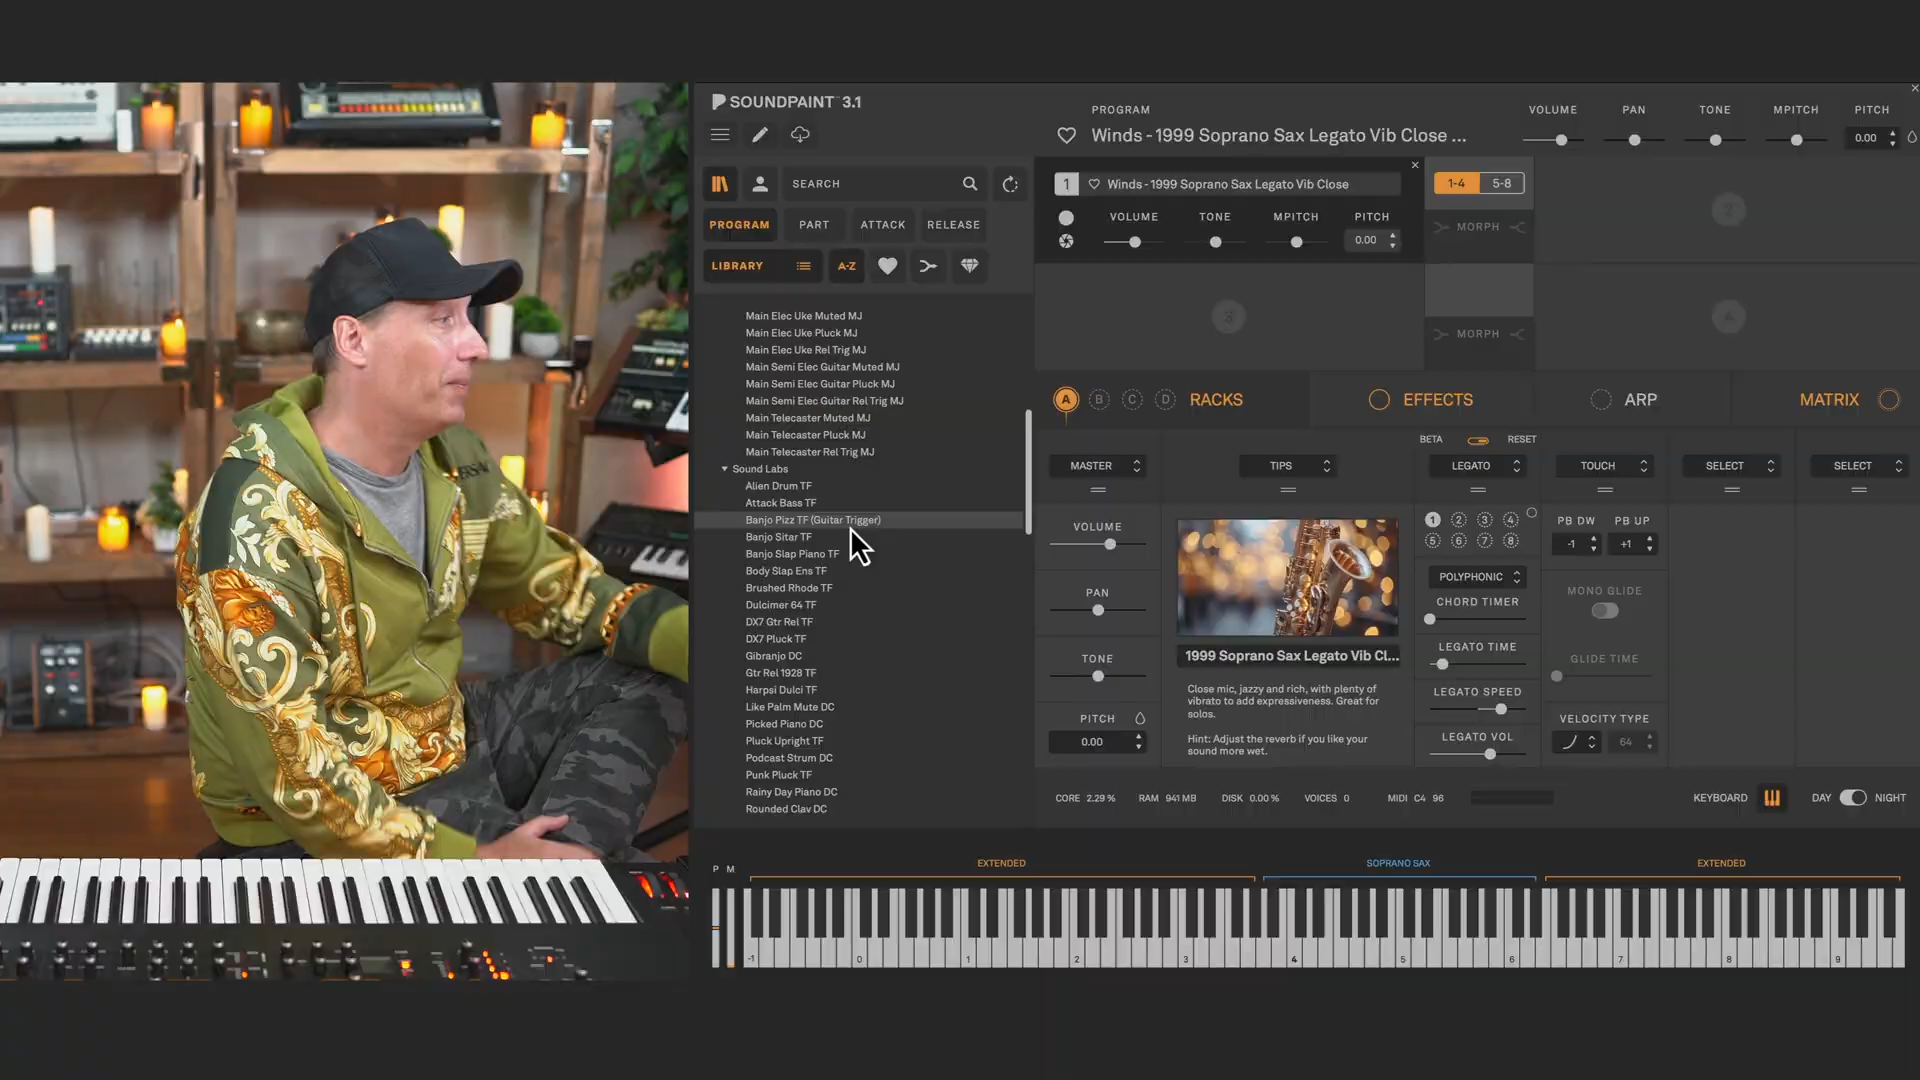 SOUNDPAINT 3.1
PROGRAM
Winds - 1999 Soprano Sax Legato Vib Close ...
VOLUME PAN TONE MPITCH PITCH
0.00
SEARCH
PROGRAM PART ATTACK RELEASE
LIBRARY A-Z
Main Elec Uke Muted MJ
Main Elec Uke Pluck MJ
Main Elec Uke Rel Trig MJ
Main Semi Elec Guitar Muted MJ
Main Semi Elec Guitar Pluck MJ
Main Semi Elec Guitar Rel Trig MJ
Main Telecaster Muted MJ
Main Telecaster Pluck MJ
Main Telecaster Rel Trig MJ
Sound Labs
Alien Drum TF
Attack Bass TF
Banjo Pizz TF (Guitar Trigger)
Banjo Sitar TF
Banjo Slap Piano TF
Body Slap Ens TF
Brushed Rhode TF
Dulcimer 64 TF
DX7 Gtr Rel TF
DX7 Pluck TF
Gibranjo DC
Gtr Rel 1928 TF
Harpsi Dulci TF
Like Palm Mute DC
Picked Piano DC
Pluck Upright TF
Podcast Strum DC
Punk Pluck TF
Rainy Day Piano DC
Rounded Clav DC
1 Winds - 1999 Soprano Sax Legato Vib Close
VOLUME TONE MPITCH PITCH
0.00
1-4 5-8
MORPH
MORPH
2
3
4
A B C D RACKS EFFECTS ARP MATRIX
BETA RESET
MASTER TIPS LEGATO TOUCH SELECT SELECT
VOLUME
PAN
TONE
PITCH
0.00
1999 Soprano Sax Legato Vib Cl...
Close mic, jazzy and rich, with plenty of
vibrato to add expressiveness. Great for
solos.
Hint: Adjust the reverb if you like your
sound more wet.
1 2 3 4
5 6 7 8
POLYPHONIC
CHORD TIMER
LEGATO TIME
LEGATO SPEED
LEGATO VOL
PB DW PB UP
-1 +1
MONO GLIDE
GLIDE TIME
VELOCITY TYPE
64
CORE 2.29 % RAM 941 MB DISK 0.00 % VOICES 0 MIDI C4 96 KEYBOARD DAY NIGHT
P M EXTENDED SOPRANO SAX EXTENDED
-1 0 1 2 3 4 5 6 7 8 9